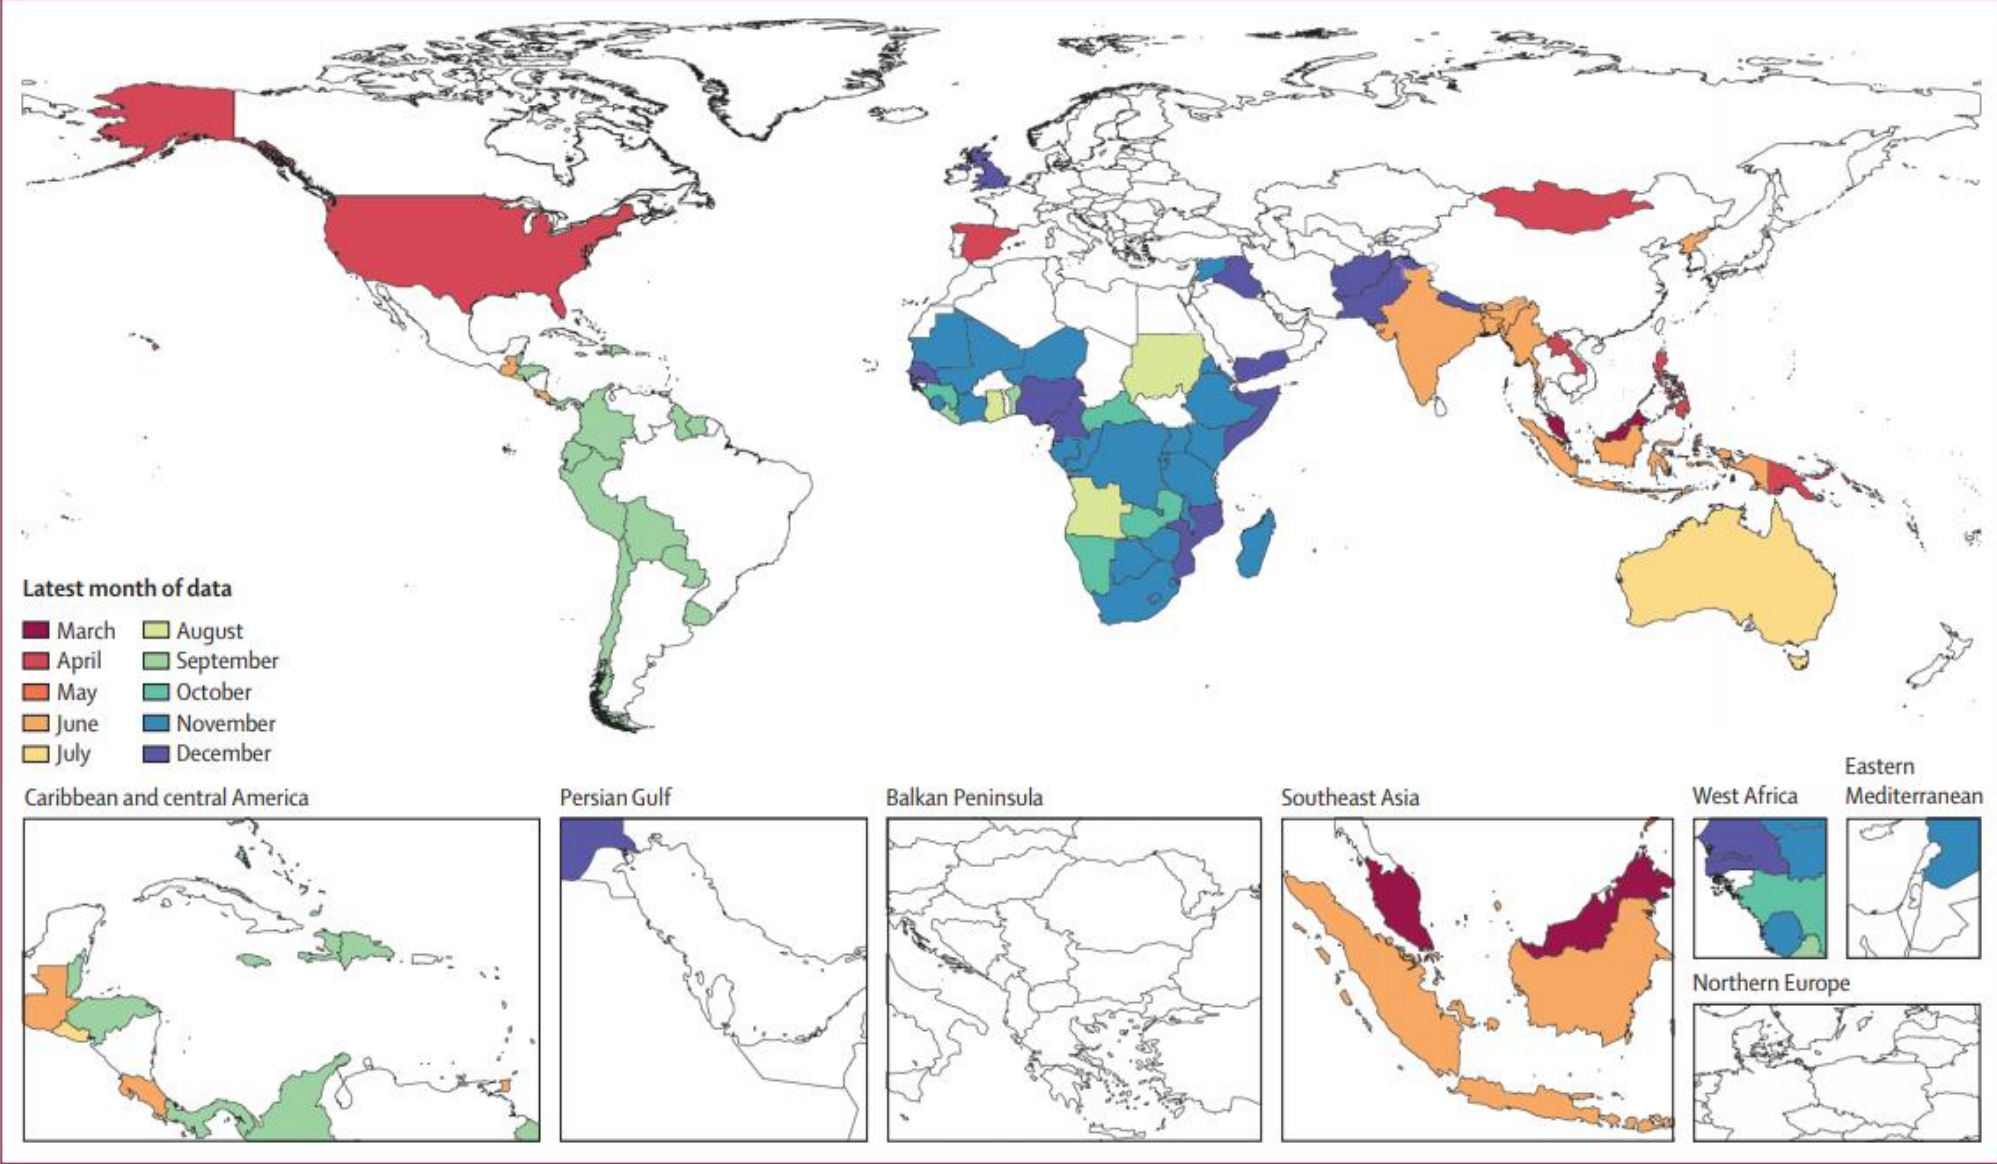 Latest month of data
March
April
May
June
July
August
September
October
November
December
Caribbean and central America
Persian Gulf
Balkan Peninsula
Southeast Asia
West Africa
Eastern
Mediterranean
Northern Europe